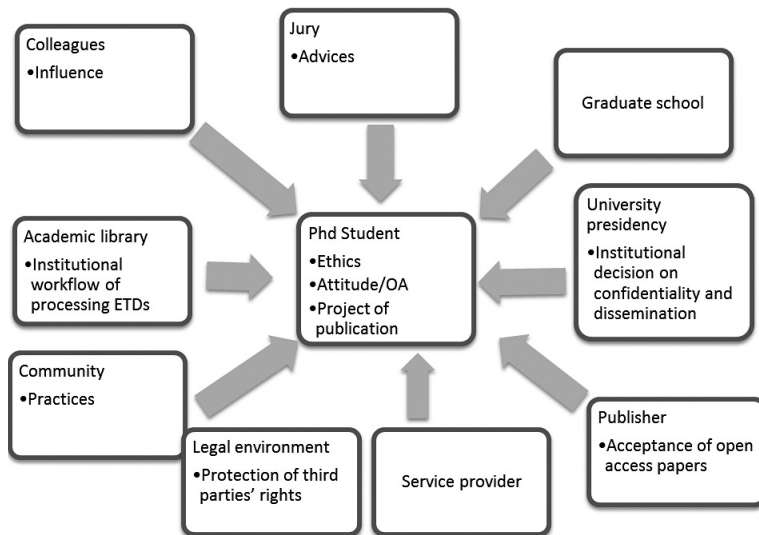 Colleagues
•Influence
Jury
•Advices
Graduate school
Academic library
•Institutional
workflow of
processing ETDs
Phd Student
•Ethics
•Attitude/OA
•Project of
publication
University
presidency
•Institutional
decision on
confidentiality and
dissemination
Community
•Practices
Legal environment
•Protection of third
parties’ rights
Service provider
Publisher
•Acceptance of open
access papers